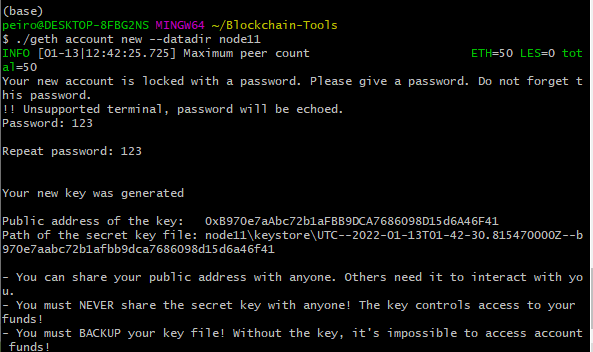 (base)
peiro@DESKTOP-8FBG2NS MINGW64 ~/Blockchain-Tools
$ ./geth account new --datadir node11
INFO [01-13|12:42:25.725] Maximum peer count                       ETH=50 LES=0 tot
al=50
Your new account is locked with a password. Please give a password. Do not forget t
his password.
!! Unsupported terminal, password will be echoed.
Password: 123
Repeat password: 123
Your new key was generated
Public address of the key:   0xB970e7aAbc72b1aFBB9DCA7686098D15d6A46F41
Path of the secret key file: node11\keystore\UTC--2022-01-13T01-42-30.815470000Z--b
970e7aabc72b1afbb9dca7686098d15d6a46f41
- You can share your public address with anyone. Others need it to interact with yo
u.
- You must NEVER share the secret key with anyone! The key controls access to your
funds!
- You must BACKUP your key file! Without the key, it's impossible to access account
 funds!